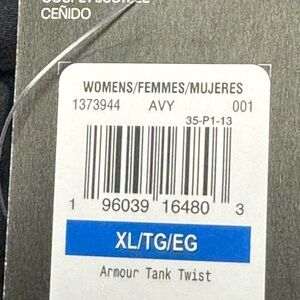 CEÑIDO
WOMENS/FEMMES/MUJERES
1373944 AVY 001
35-P1-13
1 96039 16480 3
XL/TG/EG
Armour Tank Twist